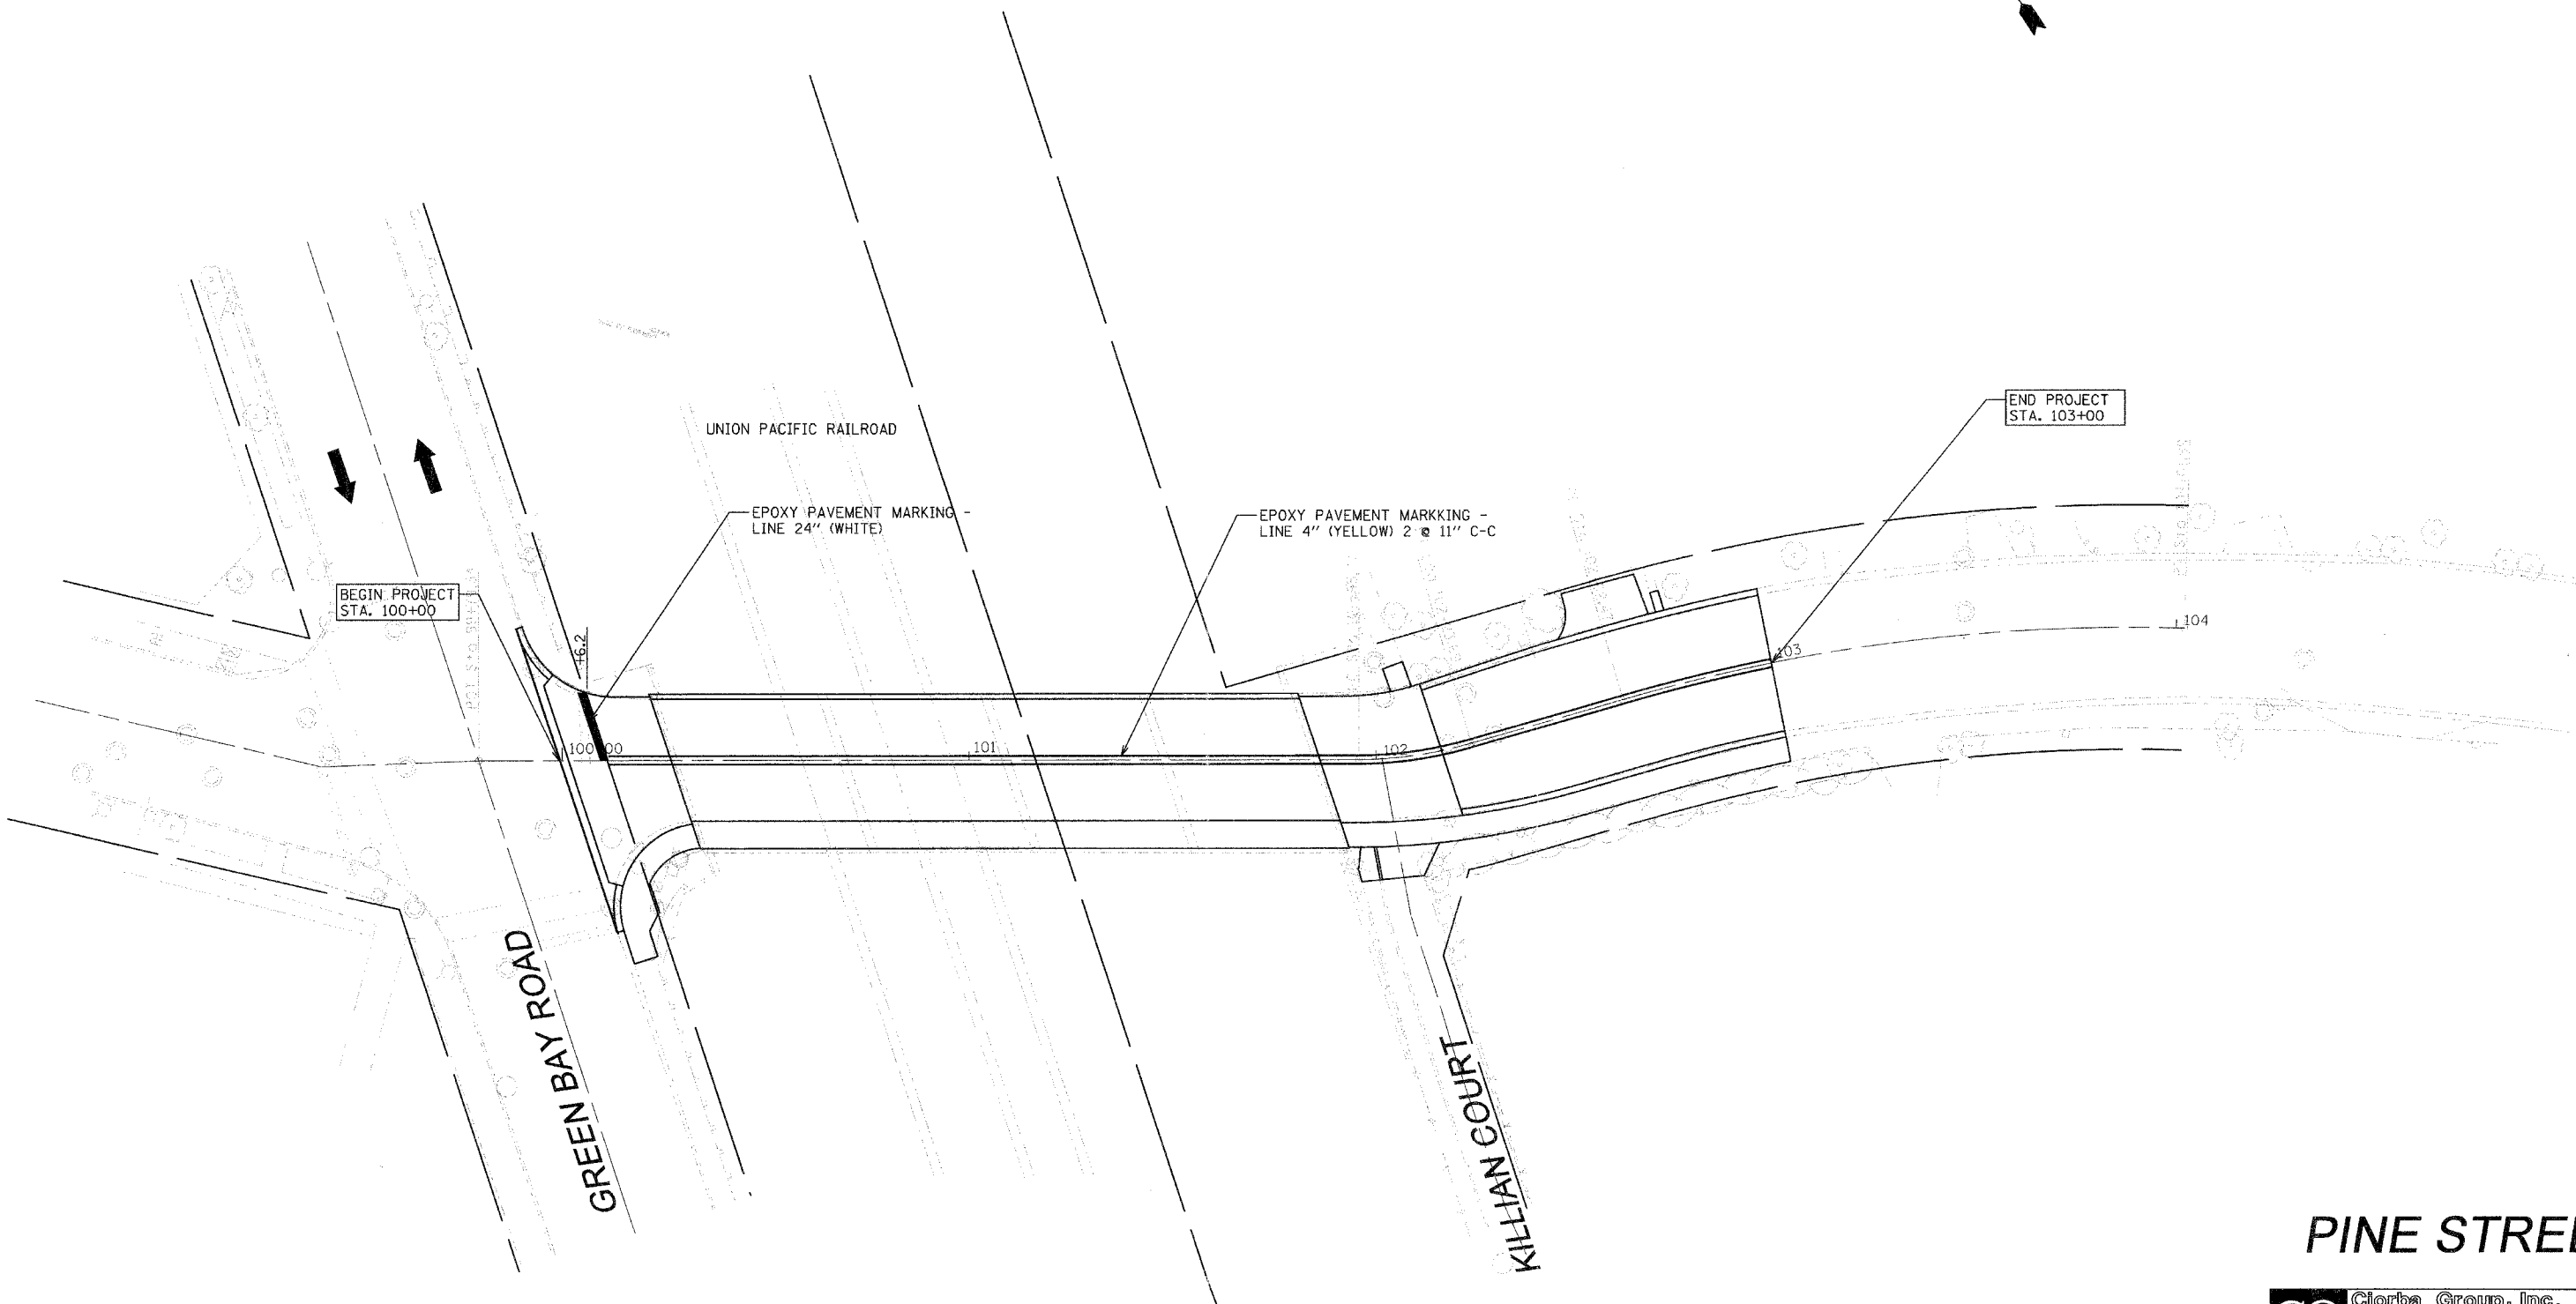 UNION PACIFIC RAILROAD
END PROJECT
STA. 103+00
EPOXY PAVEMENT MARKING -
LINE 24" (WHITE)
EPOXY PAVEMENT MARKKING -
LINE 4" (YELLOW) 2 @ 11" C-C
BEGIN PROJECT
STA. 100+00
+6.2
104
103
100+00
101
102
GREEN BAY ROAD
KILLIAN COURT
PINE STREE
CG Ciorba Group, Inc.